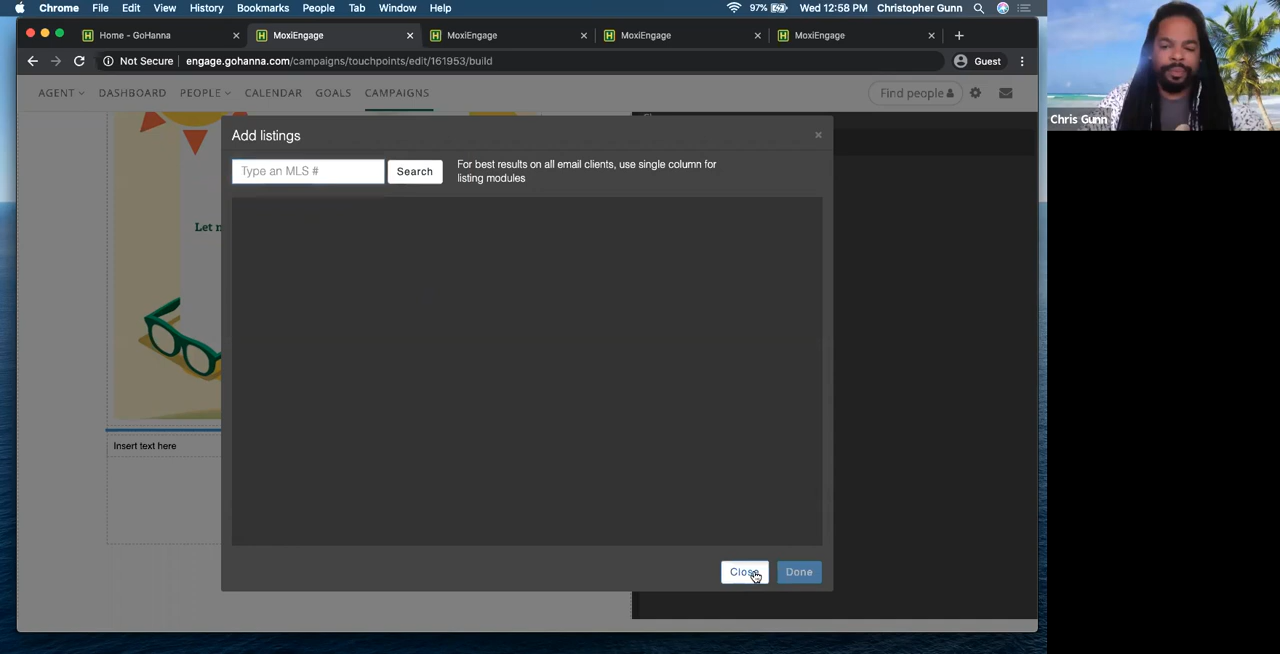 Chrome File Edit View History Bookmarks People Tab Window Help 97% Wed 12:58 PM Christopher Gunn
Home - GoHanna MoxiEngage MoxiEngage MoxiEngage MoxiEngage
Not Secure engage.gohanna.com/campaigns/touchpoints/edit/161953/build Guest
AGENT DASHBOARD PEOPLE CALENDAR GOALS CAMPAIGNS Find people
Chris Gunn
Add listings ×
Type an MLS # Search
For best results on all email clients, use single column for
listing modules
Let
Insert text here
Close Done